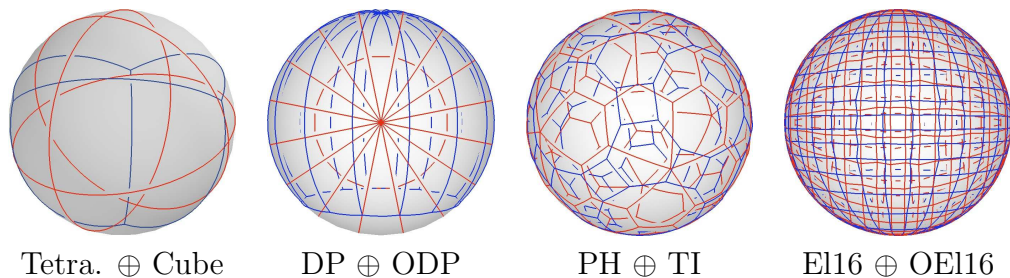 Tetra. ⊕ Cube DP ⊕ ODP PH ⊕ TI El16 ⊕ OEl16